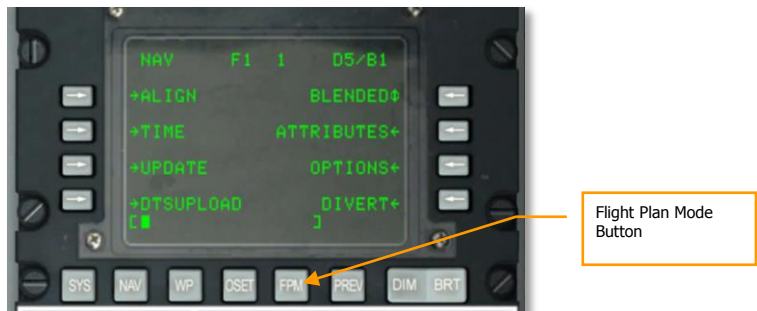 NAV F1 1 D5/B1
→ALIGN BLENDED⌽
→TIME ATTRIBUTES←
→UPDATE OPTIONS←
→DTSUPLOAD DIVERT←
[ ]
SYS NAV WP OSET FPM PREV DIM BRT
Flight Plan Mode
Button